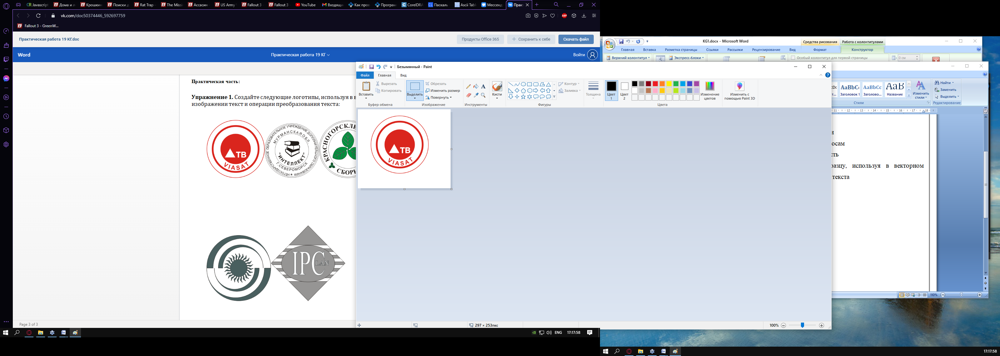 Javascript
Дома и л
Крошкин
Поиски д
Rat Trap –
The Missi
Ассасин –
US Army
Fallout 3
Fallout 3 –
YouTube
Входящи
Как пров
Програм
CorelDRA
Паскаль
Ascii Tabl
Мессенд
Прак
vk.com/doc50374446_592697759
ABP
Fallout 3 - GreenW...
Практическая работа 19 КГ.doc
Продукты Office 365
Сохранить к себе
Скачать файл
Word
Практическая работа 19 КГ
Войти
Практическая часть:
Упражнение 1. Создайте следующие логотипы, используя в в
изображении текст и операции преобразования текста:
ТВ
VIASAT
НЕГОСУДАРСТВЕННОЕ ОБРАЗОВАТЕЛЬНОЕ УЧРЕЖДЕНИЕ ДОПОЛНИТЕЛЬНОГО ОБРАЗОВАНИЯ
МУРМАНСКАЯ ОБЛ.
"ИНТЕЛЛЕКТ"
Г.СЕВЕРОМОРСК
КРАСНОГОРСКЛЕ
СБОРН
IPC
LAN
Page 3 of 3
Безымянный - Paint
Файл
Главная
Вид
Вставить
Вырезать
Копировать
Буфер обмена
Выделить
Обрезать
Изменить размер
Повернуть
Изображение
Инструменты
Кисти
Фигуры
Контур
Заливка
Толщина
Цвет
1
Цвет
2
Цвета
Изменение
цветов
Изменить с
помощью Paint 3D
ТВ
VIASAT
297 × 253пкс
100%
ENG
17:17:58
KG1.docx - Microsoft Word
Средства рисования
Работа с колонтитулами
Главная
Вставка
Разметка страницы
Ссылки
Рассылки
Рецензирование
Вид
Формат
Конструктор
Верхний колонтитул
Экспресс-блоки
Особый колонтитул для первой страницы
0 см
AaBbC
Заголовок 1
AaBbCc
Заголово...
AaB
Название
Изменить
стили
Стили
Найти
Заменить
Выделить
Редактирование
11 12 13 14 15 16 17 18
и
осам
сть
разцу, используя в векторном
текста
110%
17:17:58